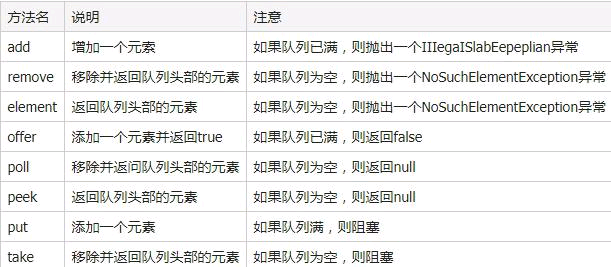 方法名 说明 注意
add 增加一个元索 如果队列已满，则抛出一个IIIegaISlabEepeplian异常
remove 移除并返回队列头部的元素 如果队列为空，则抛出一个NoSuchElementException异常
element 返回队列头部的元素 如果队列为空，则抛出一个NoSuchElementException异常
offer 添加一个元素并返回true 如果队列已满，则返回false
poll 移除并返问队列头部的元素 如果队列为空，则返回null
peek 返回队列头部的元素 如果队列为空，则返回null
put 添加一个元素 如果队列满，则阻塞
take 移除并返回队列头部的元素 如果队列为空，则阻塞